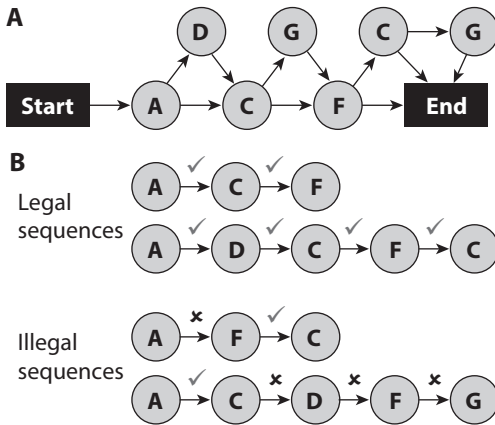 A
D G C G
Start A C F End
B
A C F
Legal
sequences
A D C F C
A F C
Illegal
sequences
A C D F G